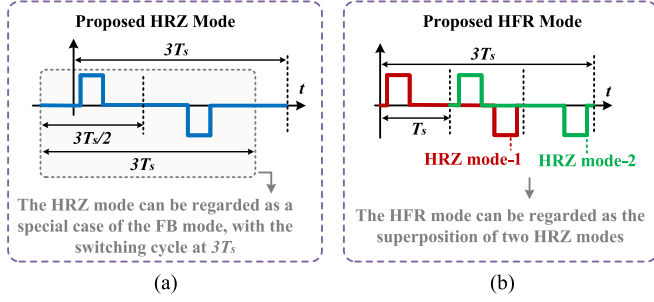 Proposed HRZ Mode
3Ts
t
3Ts/2
3Ts
The HRZ mode can be regarded as a
special case of the FB mode, with the
switching cycle at 3Ts
(a)
Proposed HFR Mode
3Ts
t
Ts
HRZ mode-1
HRZ mode-2
The HFR mode can be regarded as the
superposition of two HRZ modes
(b)